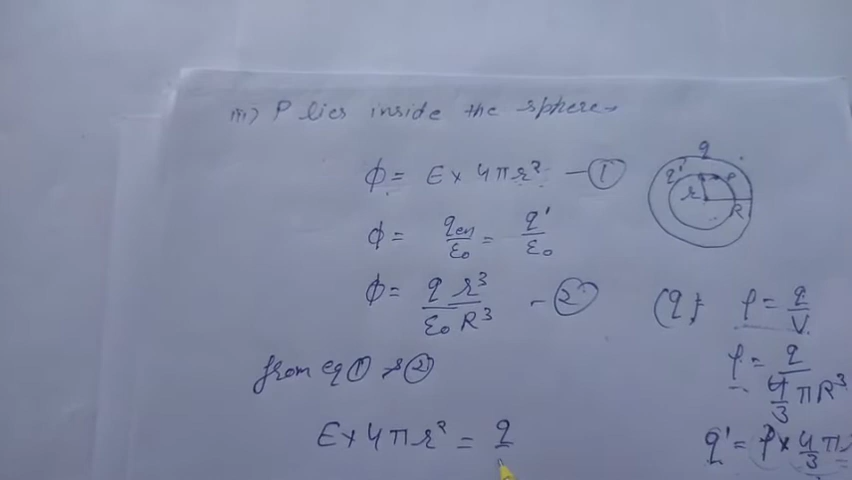 iii) P lies inside the sphere
ϕ = E × 4πr² — ①
ϕ = qen/ε₀ = q'/ε₀
ϕ = q r³/ε₀ R³ — ②
from eq ① & ②
E × 4πr² = q
q
q'
r
P
R
ρ = q/V
ρ = q/(4/3 πR³
q' = ρ × 4/3 π